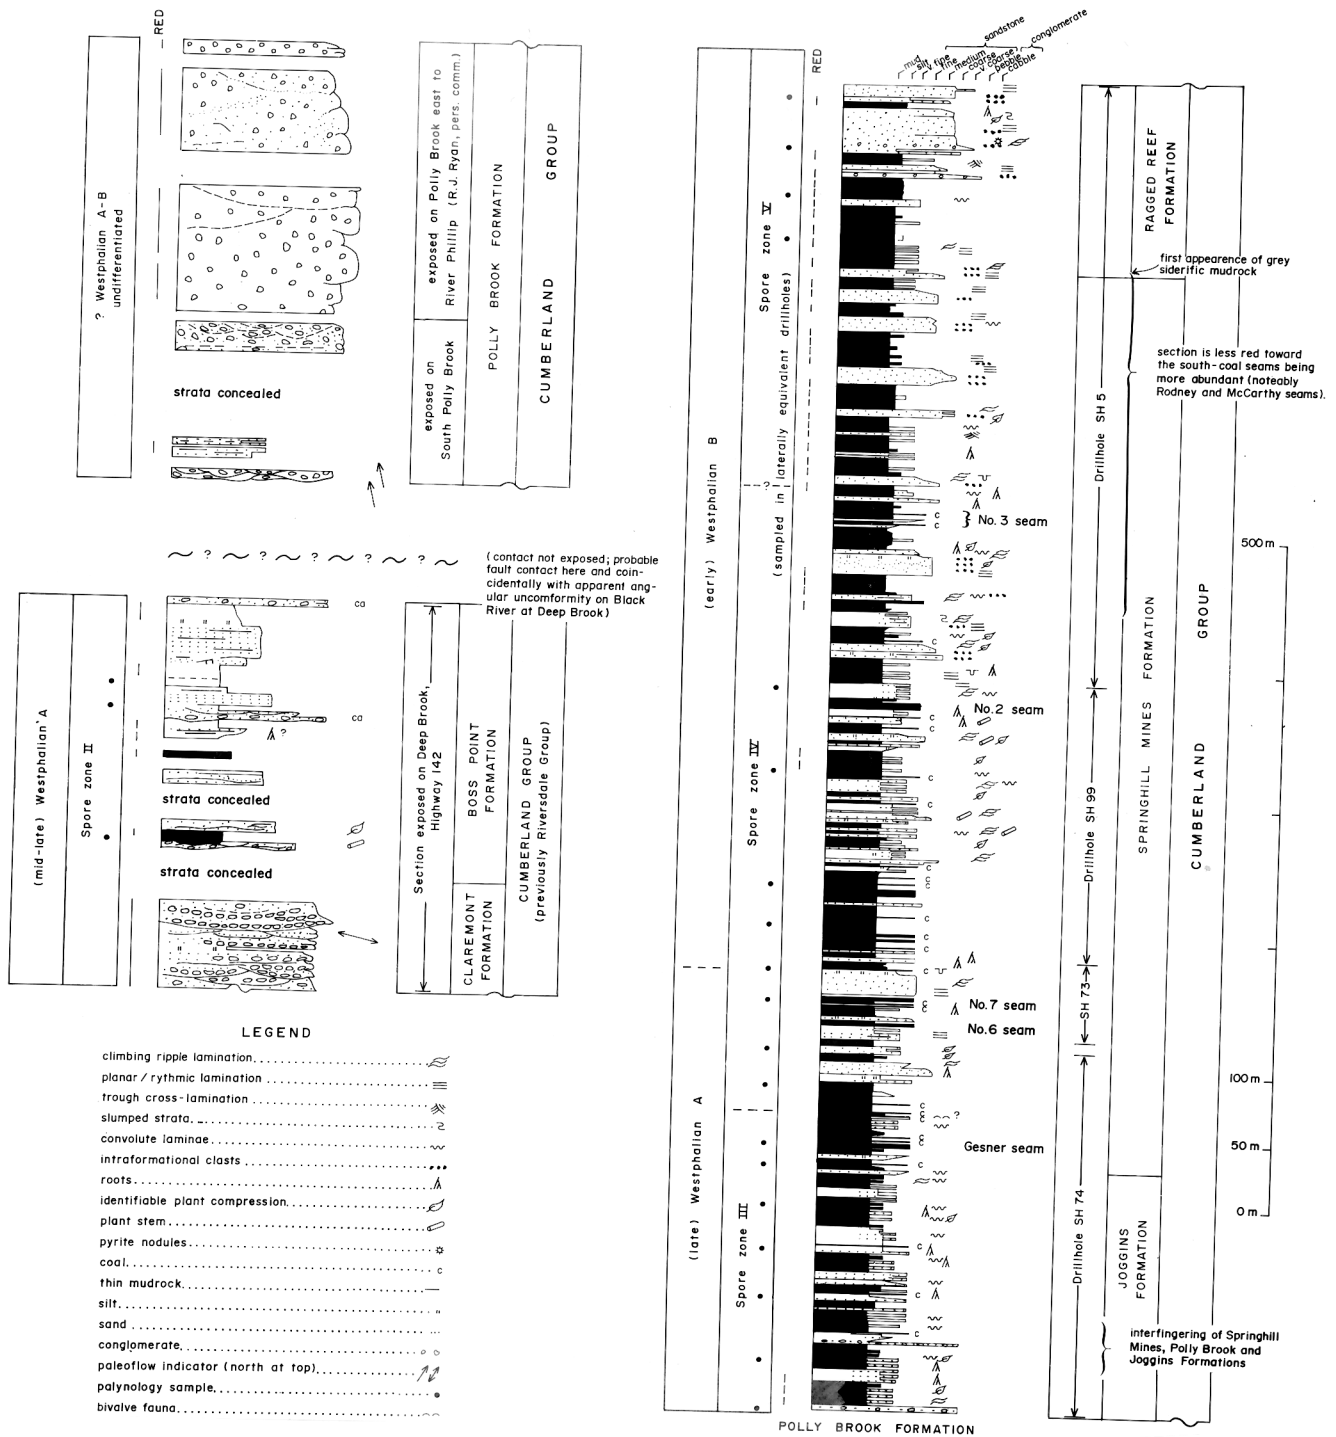 RED
? Westphalian A-B
undifferentiated
strata concealed
exposed on Polly Brook east to
River Phillip (R.J. Ryan, pers. comm.)
exposed on
South Polly Brook
POLLY BROOK FORMATION
CUMBERLAND GROUP
? ? ? ? ? ?
(contact not exposed; probable
fault contact here and coin-
cidentally with apparent ang-
ular uncomformity on Black
River at Deep Brook)
(mid-late) Westphalian A
Spore zone II
ca
ca
?
strata concealed
strata concealed
Section exposed on Deep Brook,
Highway 142
BOSS POINT
FORMATION
CLAREMONT
FORMATION
CUMBERLAND GROUP
(previously Riversdale Group)
LEGEND
climbing ripple lamination
planar / rythmic lamination
trough cross-lamination
slumped strata
convolute laminae
intraformational clasts
roots
identifiable plant compression
plant stem
pyrite nodules
coal c
thin mudrock
silt
sand
conglomerate
paleoflow indicator (north at top)
palynology sample
bivalve fauna
(early) Westphalian B
(late) Westphalian A
Spore zone V
?
Spore zone IV
Spore zone III
(sampled in laterally equivalent drillholes)
RED
sandstone
conglomerate
mud
silt
v fine
fine
medium
coarse
v coarse
pebble
cobble
c
c
No. 3 seam
c
No. 2 seam
c
c
c
c
c
c
c
c
c
c
c
c
No. 7 seam
c
No. 6 seam
c
c
c ?
c
c
c
Gesner seam
c
c
c
c
POLLY BROOK FORMATION
Drillhole SH 5
Drillhole SH 99
SH 73
Drillhole SH 74
RAGGED REEF
FORMATION
first appearence of grey
siderific mudrock
section is less red toward
the south-coal seams being
more abundant (noteably
Rodney and McCarthy seams).
SPRINGHILL MINES FORMATION
JOGGINS
FORMATION
CUMBERLAND GROUP
interfingering of Springhill
Mines, Polly Brook and
Joggins Formations
500 m
100 m
50 m
0 m